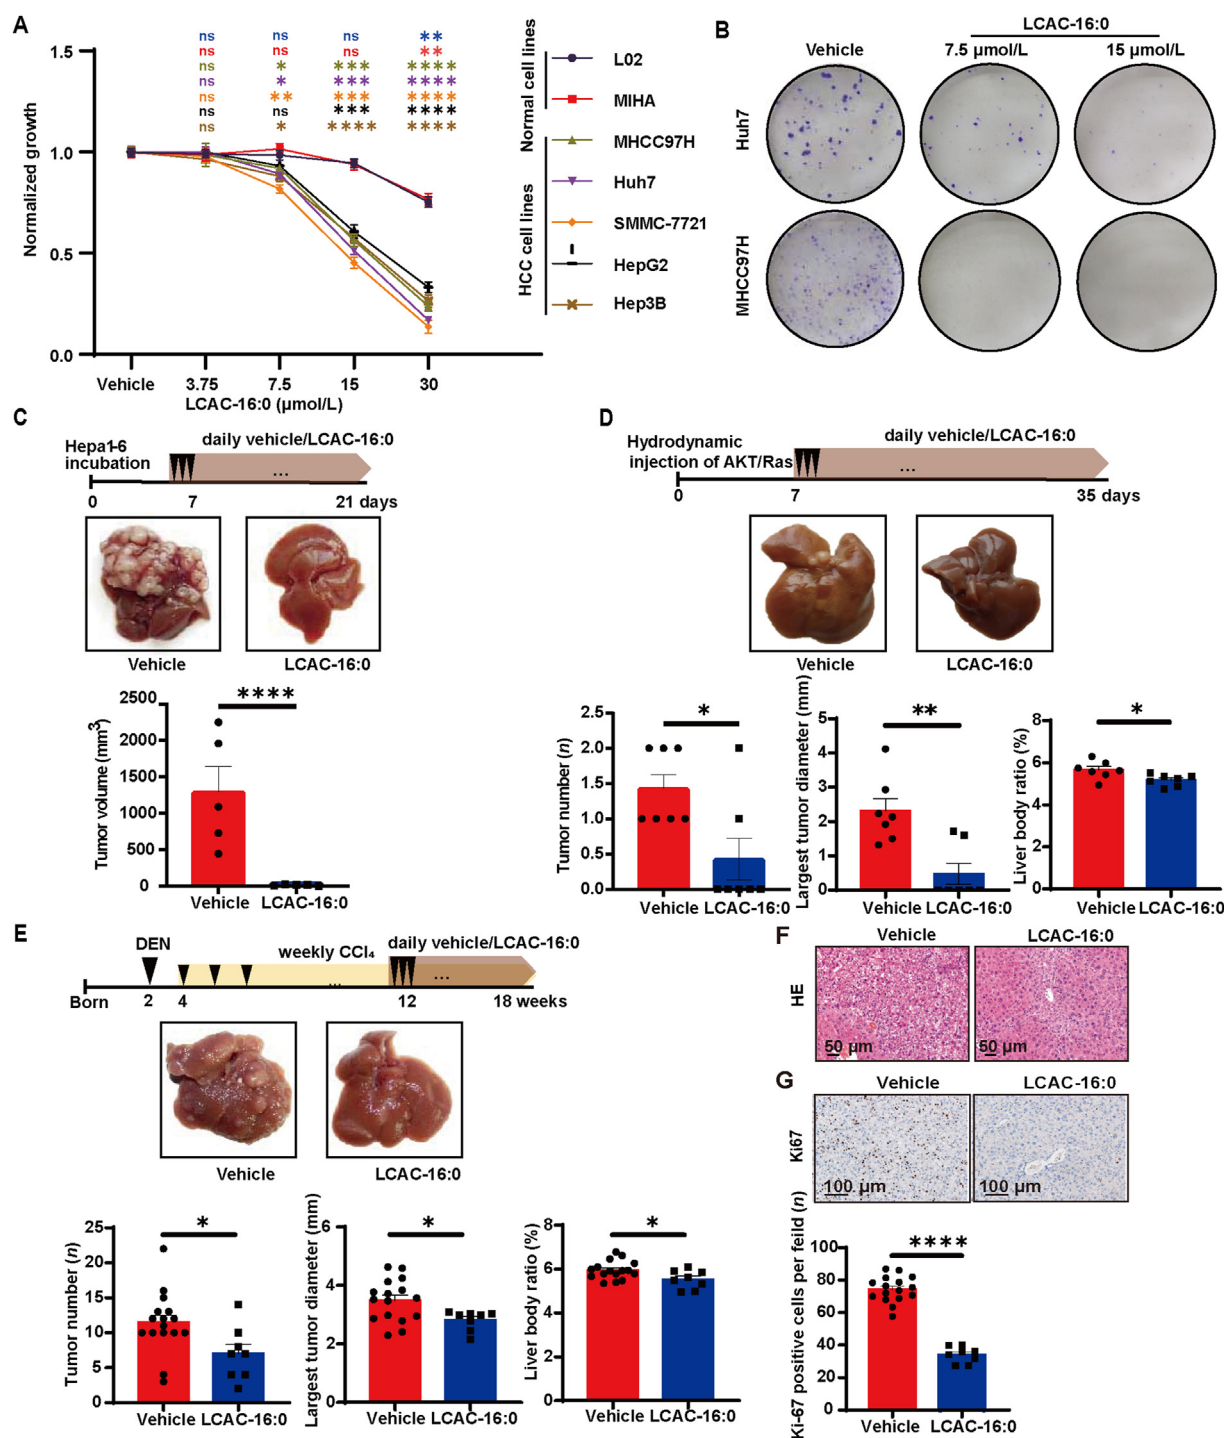 A
ns ns ns **
ns ns ns **
ns * *** ****
ns * *** ****
ns ** *** ****
ns ns *** ****
ns * **** ****
Normalized growth
1.5
1.0
0.5
0.0
Vehicle 3.75 7.5 15 30
LCAC-16:0 (μmol/L)
Normal cell lines
L02
MIHA
HCC cell lines
MHCC97H
Huh7
SMMC-7721
HepG2
Hep3B
B
LCAC-16:0
Vehicle 7.5 μmol/L 15 μmol/L
Huh7
MHCC97H
C
Hepa1-6
incubation
daily vehicle/LCAC-16:0
...
0 7 21 days
Vehicle LCAC-16:0
Tumor volume (mm³)
2500
2000
1500
1000
500
0
****
Vehicle LCAC-16:0
D
Hydrodynamic
injection of AKT/Ras
daily vehicle/LCAC-16:0
...
0 7 35 days
Vehicle LCAC-16:0
Tumor number (n)
2.5
2.0
1.5
1.0
0.5
0.0
*
Vehicle LCAC-16:0
Largest tumor diameter (mm)
5
4
3
2
1
0
**
Vehicle LCAC-16:0
Liver body ratio (%)
8
6
4
2
0
*
Vehicle LCAC-16:0
E
DEN
weekly CCl₄
daily vehicle/LCAC-16:0
... ...
Born 2 4 12 18 weeks
Vehicle LCAC-16:0
Tumor number (n)
25
20
15
10
5
0
*
Vehicle LCAC-16:0
Largest tumor diameter (mm)
6
4
2
0
*
Vehicle LCAC-16:0
Liver body ratio (%)
8
6
4
2
0
*
Vehicle LCAC-16:0
F
Vehicle LCAC-16:0
HE
50 μm 50 μm
G
Vehicle LCAC-16:0
Ki67
100 μm 100 μm
Ki-67 positive cells per feild (n)
100
80
60
40
20
0
****
Vehicle LCAC-16:0